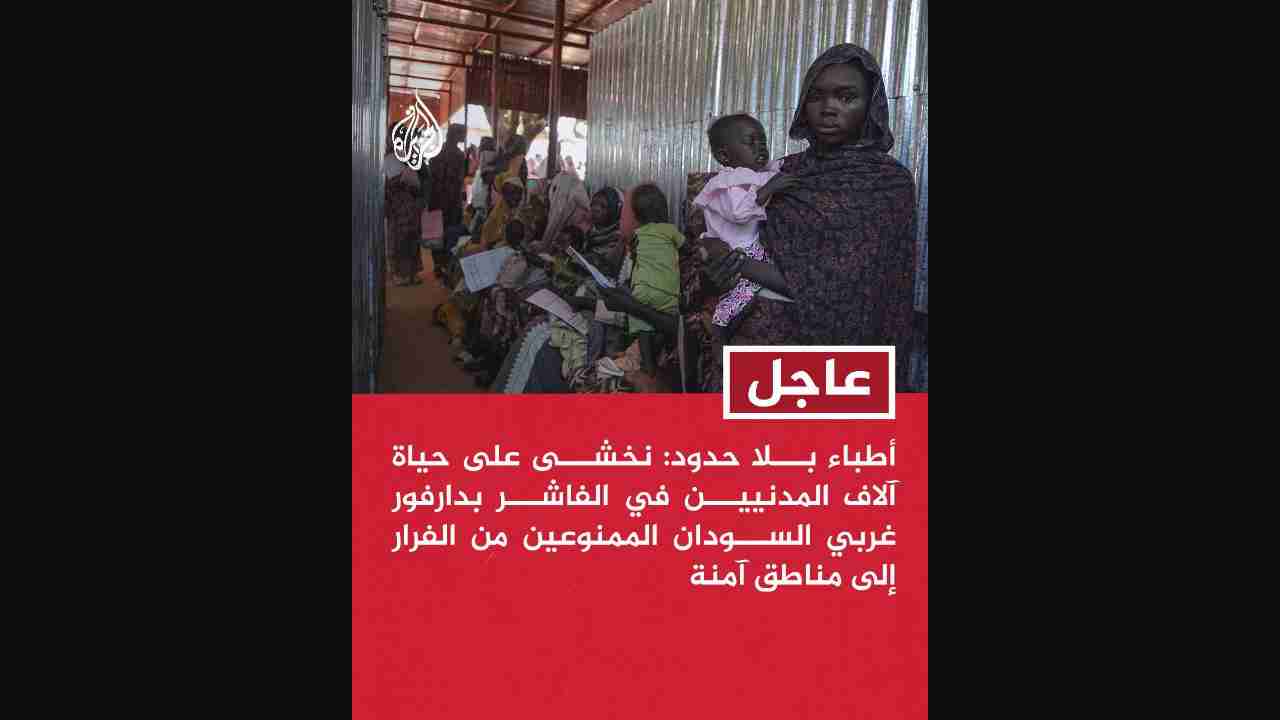 الجزيرة
عاجل
أطباء بلا حدود: نخشى على حياة
آلاف المدنيين في الفاشر بدارفور
غربي السودان الممنوعين من الفرار
إلى مناطق آمنة